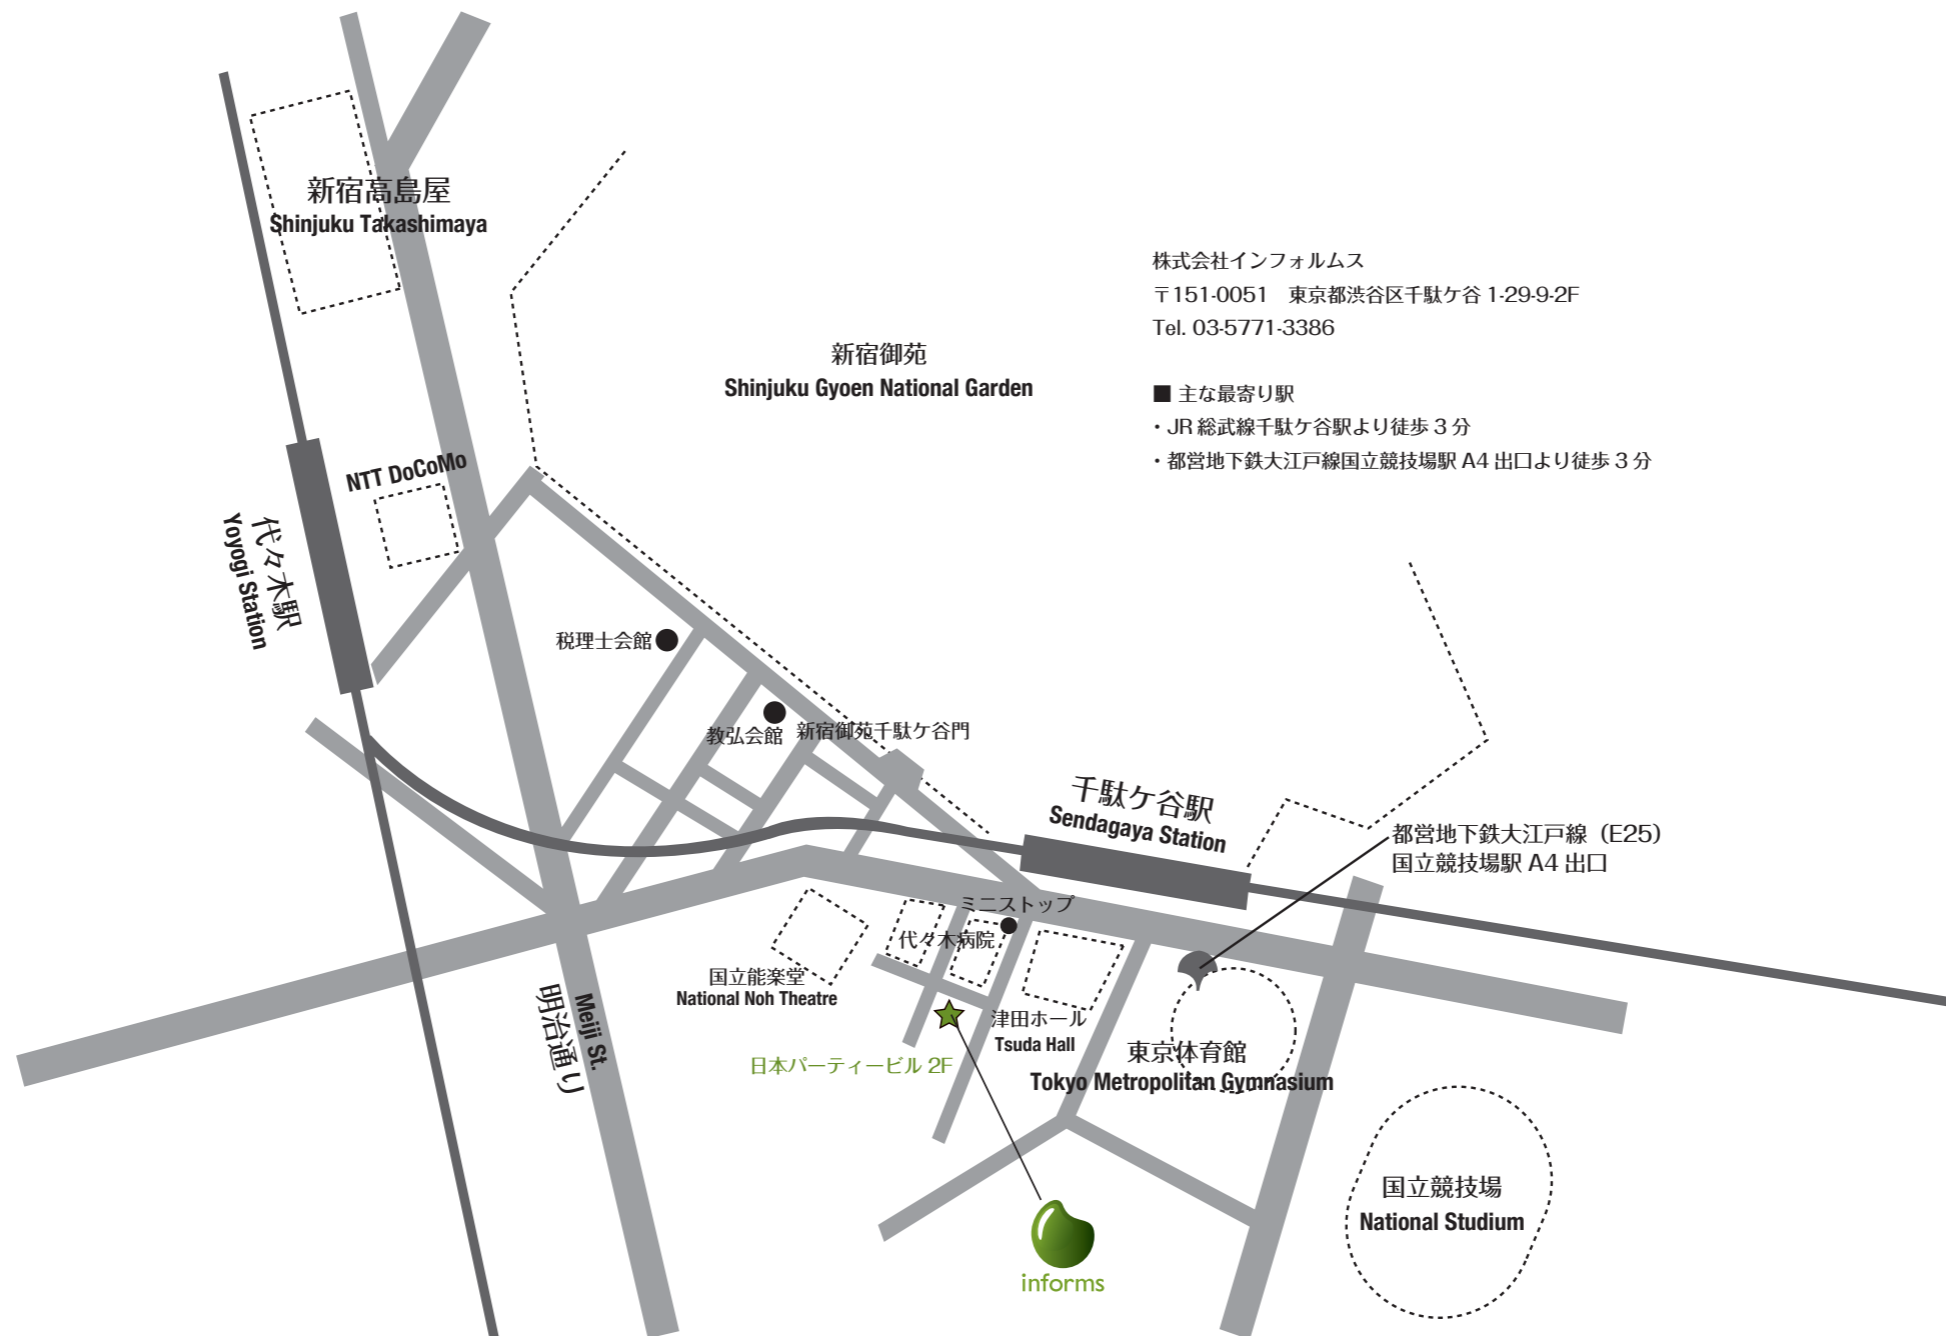 新宿高島屋
Shinjuku Takashimaya
株式会社インフォルムス
〒151-0051　東京都渋谷区千駄ケ谷 1-29-9-2F
Tel. 03-5771-3386
新宿御苑
Shinjuku Gyoen National Garden
■ 主な最寄り駅
・JR 総武線千駄ケ谷駅より徒歩 3 分
・都営地下鉄大江戸線国立競技場駅 A4 出口より徒歩 3 分
NTT DoCoMo
代々木駅
Yoyogi Station
税理士会館
教弘会館
新宿御苑千駄ケ谷門
千駄ケ谷駅
Sendagaya Station
都営地下鉄大江戸線（E25）
国立競技場駅 A4 出口
ミニストップ
代々木病院
国立能楽堂
National Noh Theatre
明治通り
Meiji St.
津田ホール
Tsuda Hall
日本パーティービル 2F
東京体育館
Tokyo Metropolitan Gymnasium
国立競技場
National Studium
informs